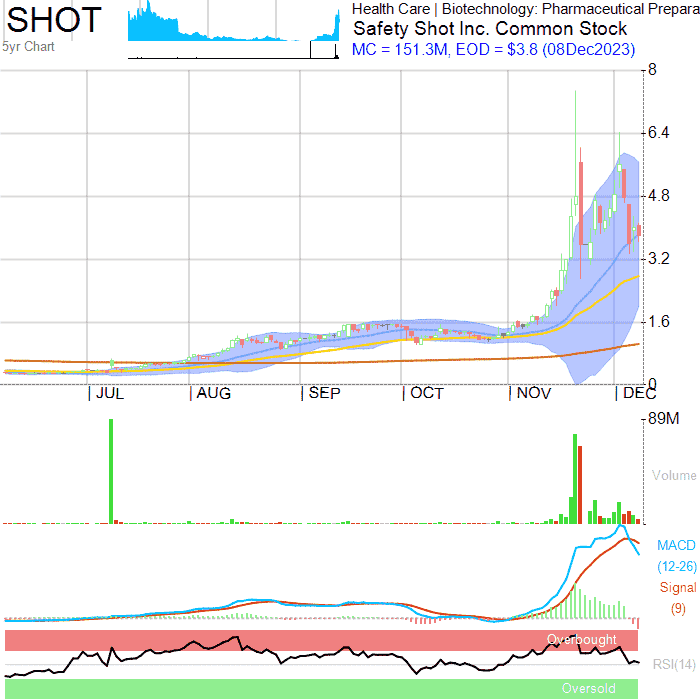 SHOT
5yr Chart
Health Care | Biotechnology: Pharmaceutical Prepara
Safety Shot Inc. Common Stock
MC = 151.3M, EOD = $3.8 (08Dec2023)
8
6.4
4.8
3.2
1.6
0
|JUL |AUG |SEP |OCT |NOV |DEC
89M
Volume
MACD
(12-26)
Signal
(9)
Overbought
RSI(14)
Oversold